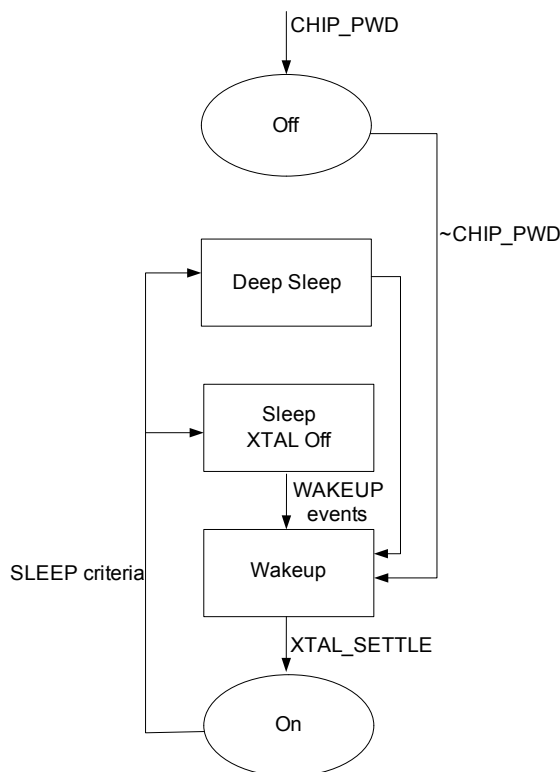 CHIP_PWD
Off
~CHIP_PWD
Deep Sleep
Sleep
XTAL Off
WAKEUP
events
Wakeup
SLEEP criteria
XTAL_SETTLE
On